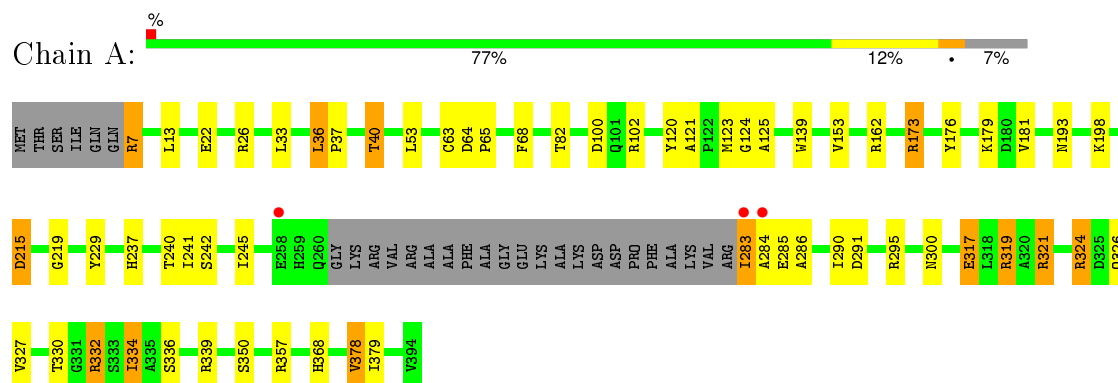 %
Chain A:
77% 12% • 7%
MET THR SER ILE GLN GLN R7 L13 E22 R26 L33 L36 P37 T40 L53 C63 D64 P65 F68 T82 D100 Q101 R102 Y120 A121 P122 M123 G124 A125 W139 V153 R162 R173 Y176 K179 D180 V181 N193 K198
D215 G219 Y229 H237 T240 I241 S242 I245 E258 H259 Q260 GLY LYS ARG VAL ARG ALA ALA PHE ALA GLY GLU LYS ALA LYS ASP ASP PRO PHE ALA LYS VAL ARG I283 A284 E285 A286 I290 D291 R295 N300 E317 L318 R319 A320 R321 R324 D325 Q326
V327 T330 G331 R332 S333 I334 A335 S336 R339 S350 R357 H368 V378 I379 V394